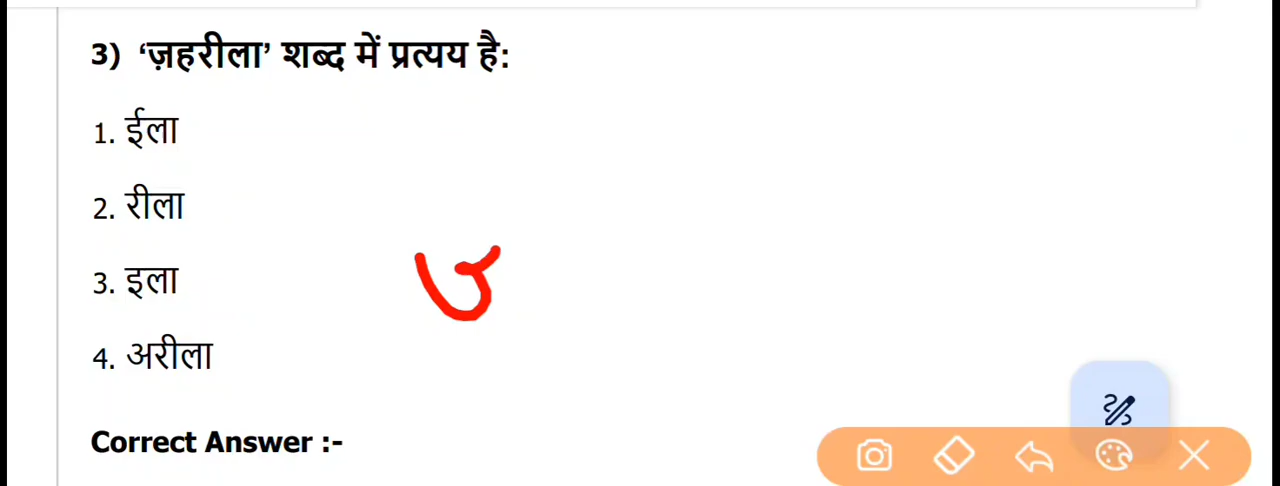 3) ‘ज़हरीला’ शब्द में प्रत्यय है:
1. ईला
2. रीला
3. इला
4. अरीला
Correct Answer :-